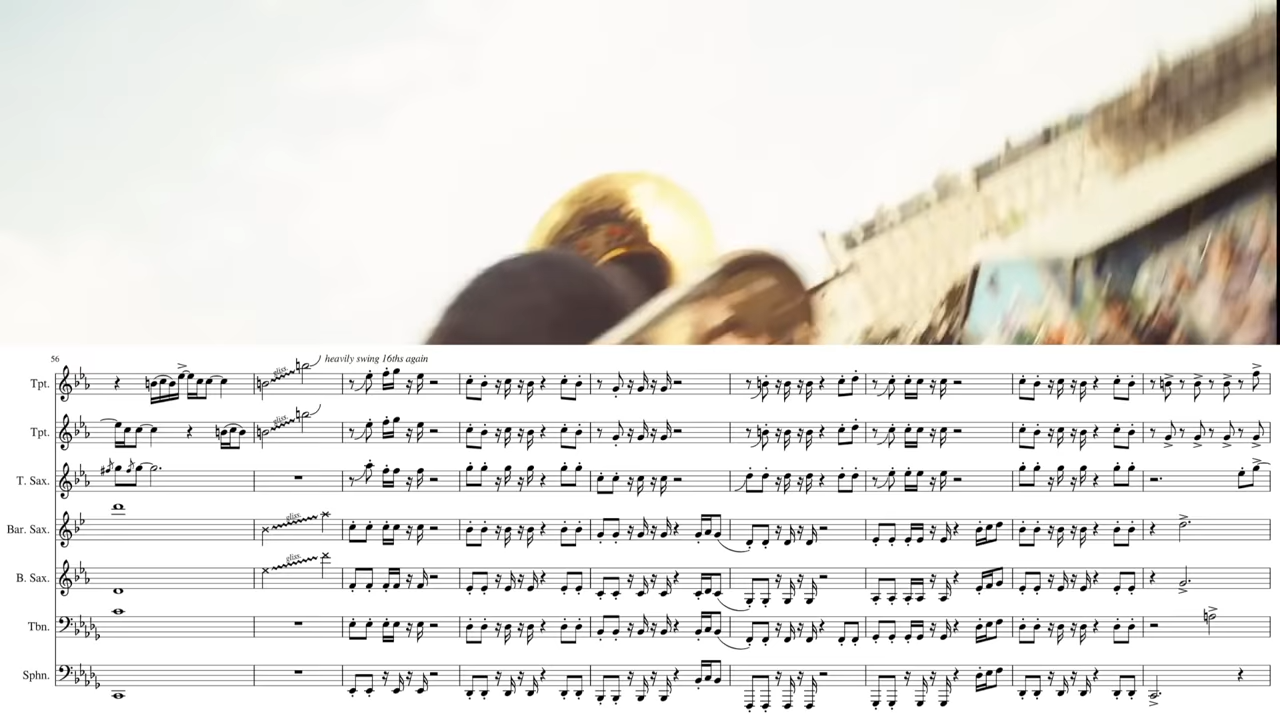 56
heavily swing 16ths again
Tpt.
gliss.
Tpt.
gliss.
T. Sax.
Bar. Sax.
gliss.
B. Sax.
gliss.
Tbn.
Sphn.